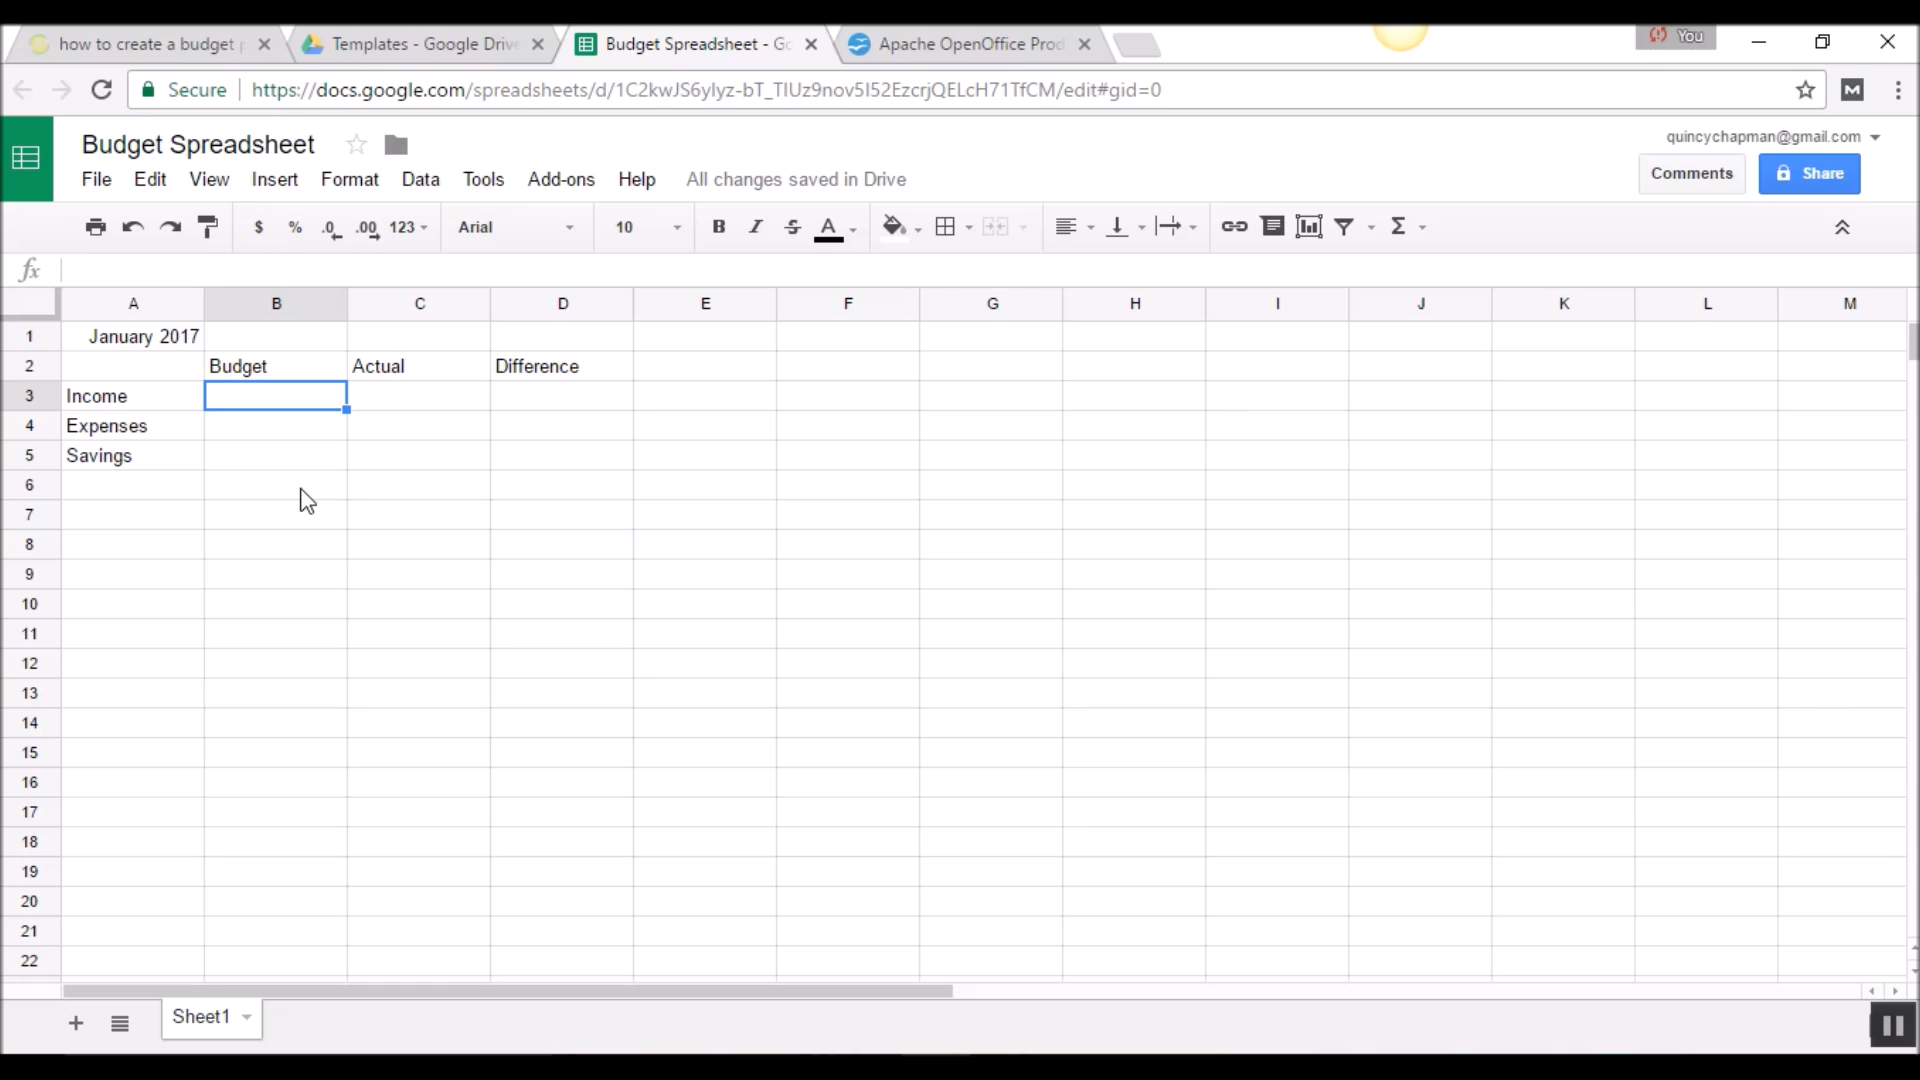 how to create a budget p
Templates - Google Drive
Budget Spreadsheet - Go
Apache OpenOffice Prod
You
Secure
https://docs.google.com/spreadsheets/d/1C2kwJS6yIyz-bT_TIUz9nov5I52EzcrjQELcH71TfCM/edit#gid=0
M
Budget Spreadsheet
quincychapman@gmail.com
File Edit View Insert Format Data Tools Add-ons Help All changes saved in Drive
Comments
Share
$ % .0 .00 123 Arial 10 B I S A Σ
fx
A B C D E F G H I J K L M
1 January 2017
2 Budget Actual Difference
3 Income
4 Expenses
5 Savings
6
7
8
9
10
11
12
13
14
15
16
17
18
19
20
21
22
Sheet1